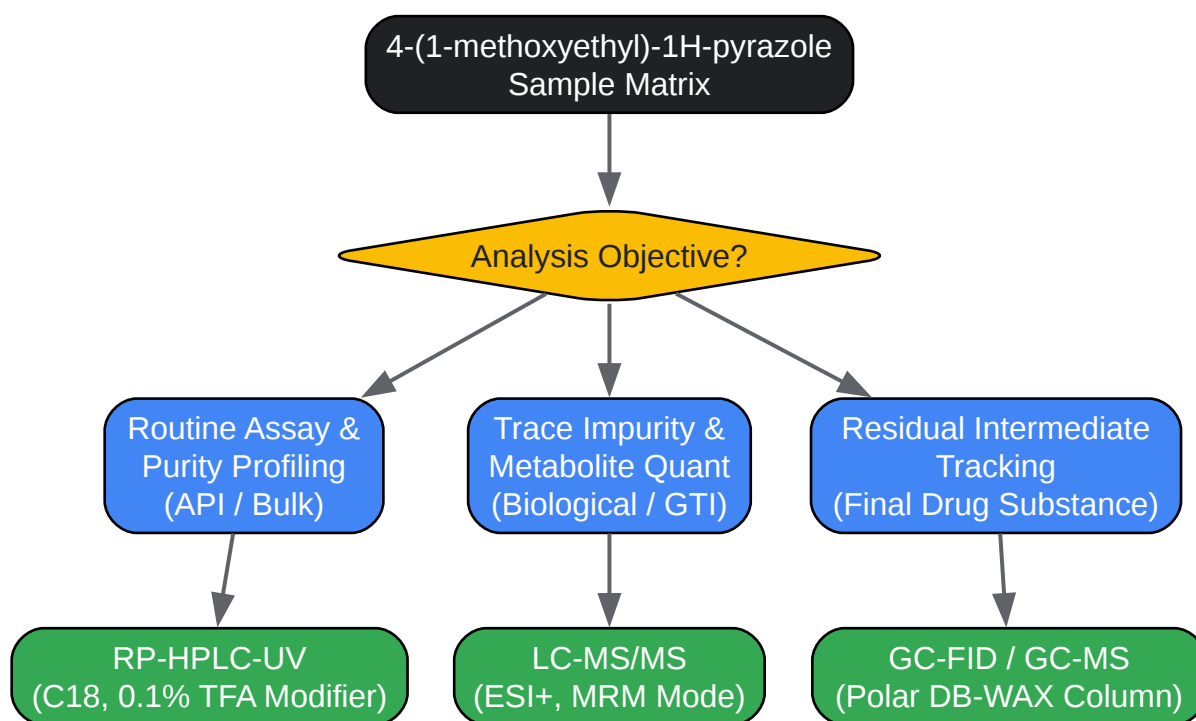 4-(1-methoxyethyl)-1H-pyrazole
Sample Matrix
Analysis Objective?
Routine Assay &
Purity Profiling
(API / Bulk)
Trace Impurity &
Metabolite Quant
(Biological / GTI)
Residual Intermediate
Tracking
(Final Drug Substance)
RP-HPLC-UV
(C18, 0.1% TFA Modifier)
LC-MS/MS
(ESI+, MRM Mode)
GC-FID / GC-MS
(Polar DB-WAX Column)